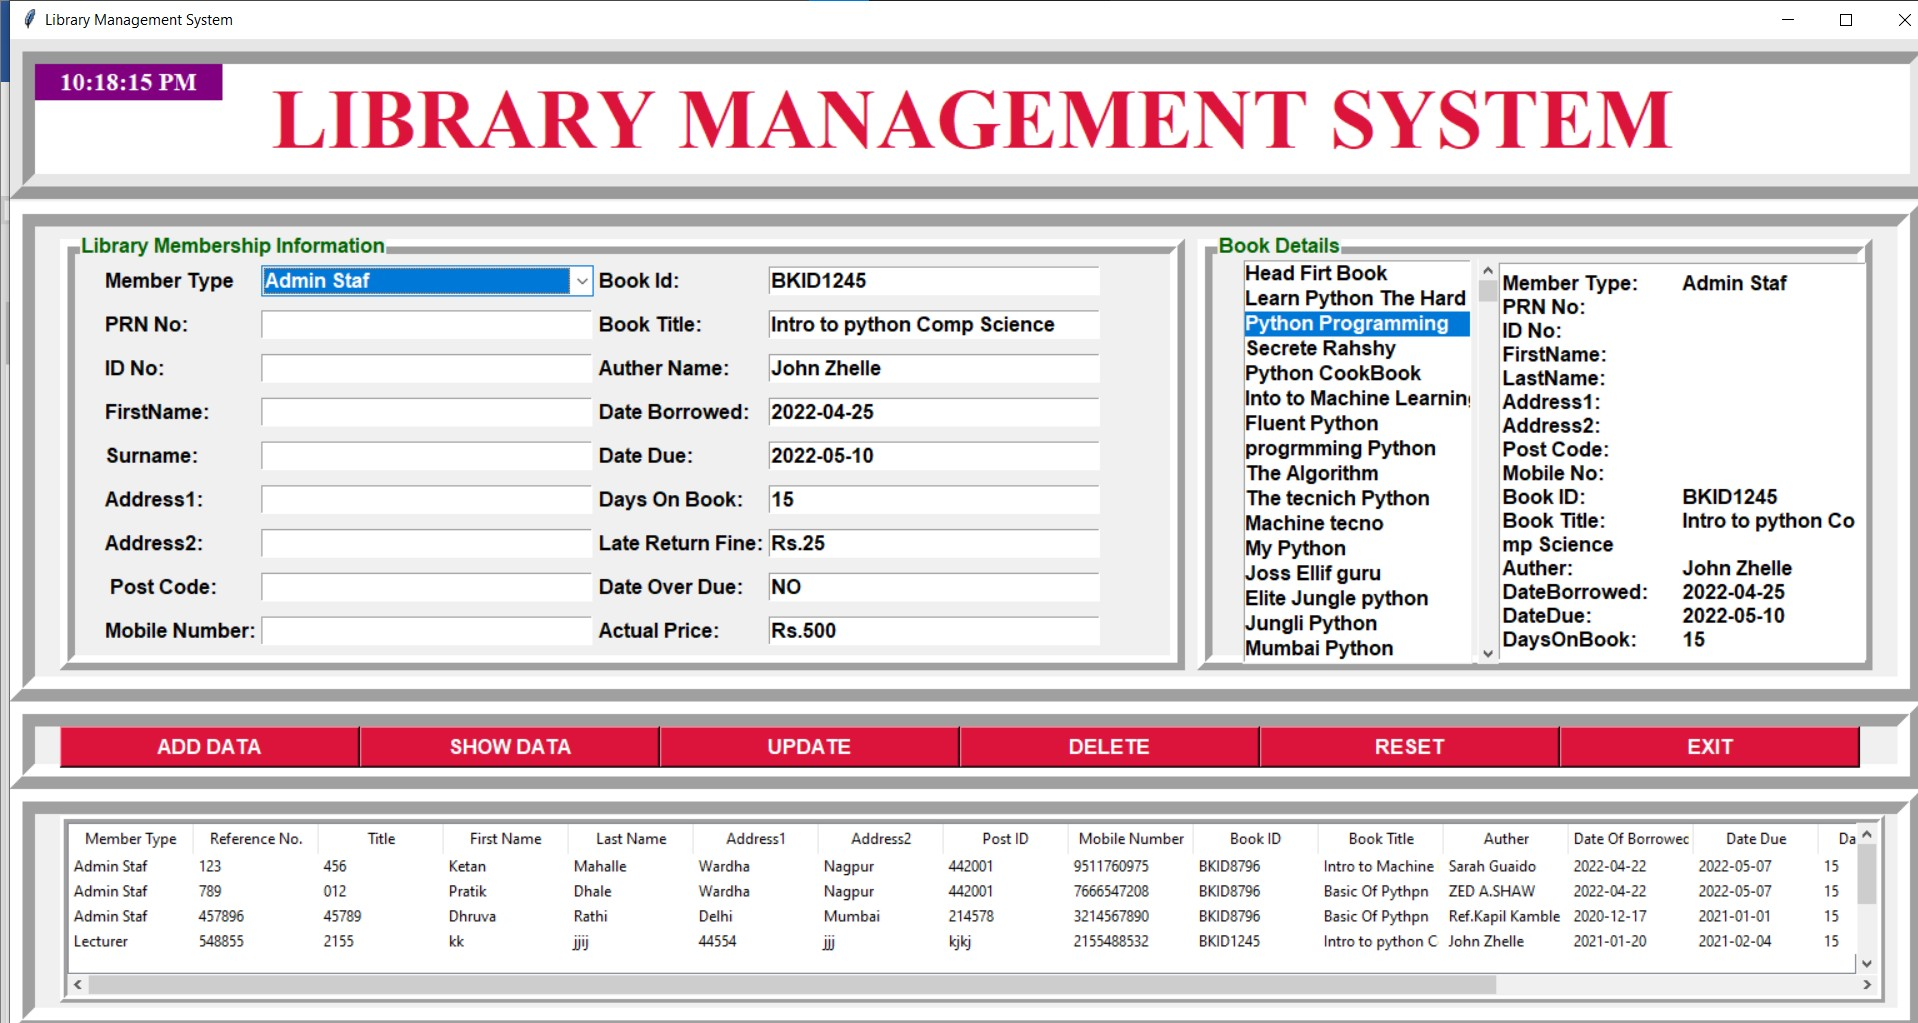 Library Management System
10:18:15 PM
LIBRARY MANAGEMENT SYSTEM
Library Membership Information
Member Type Admin Staf Book Id: BKID1245
PRN No: Book Title: Intro to python Comp Science
ID No: Auther Name: John Zhelle
FirstName: Date Borrowed: 2022-04-25
Surname: Date Due: 2022-05-10
Address1: Days On Book: 15
Address2: Late Return Fine: Rs.25
Post Code: Date Over Due: NO
Mobile Number: Actual Price: Rs.500
Book Details
Head Firt Book
Learn Python The Hard
Python Programming
Secrete Rahshy
Python CookBook
Into to Machine Learning
Fluent Python
progrmming Python
The Algorithm
The tecnich Python
Machine tecno
My Python
Joss Ellif guru
Elite Jungle python
Jungli Python
Mumbai Python
Member Type: Admin Staf
PRN No:
ID No:
FirstName:
LastName:
Address1:
Address2:
Post Code:
Mobile No:
Book ID: BKID1245
Book Title: Intro to python Co
mp Science
Auther: John Zhelle
DateBorrowed: 2022-04-25
DateDue: 2022-05-10
DaysOnBook: 15
ADD DATA SHOW DATA UPDATE DELETE RESET EXIT
Member Type Reference No. Title First Name Last Name Address1 Address2 Post ID Mobile Number Book ID Book Title Auther Date Of Borrowed Date Due Da
Admin Staf 123 456 Ketan Mahalle Wardha Nagpur 442001 9511760975 BKID8796 Intro to Machine Sarah Guaido 2022-04-22 2022-05-07 15
Admin Staf 789 012 Pratik Dhale Wardha Nagpur 442001 7666547208 BKID8796 Basic Of Pythpn ZED A.SHAW 2022-04-22 2022-05-07 15
Admin Staf 457896 45789 Dhruva Rathi Delhi Mumbai 214578 3214567890 BKID8796 Basic Of Pythpn Ref.Kapil Kamble 2020-12-17 2021-01-01 15
Lecturer 548855 2155 kk jjij 44554 jjj kjkj 2155488532 BKID1245 Intro to python C John Zhelle 2021-01-20 2021-02-04 15